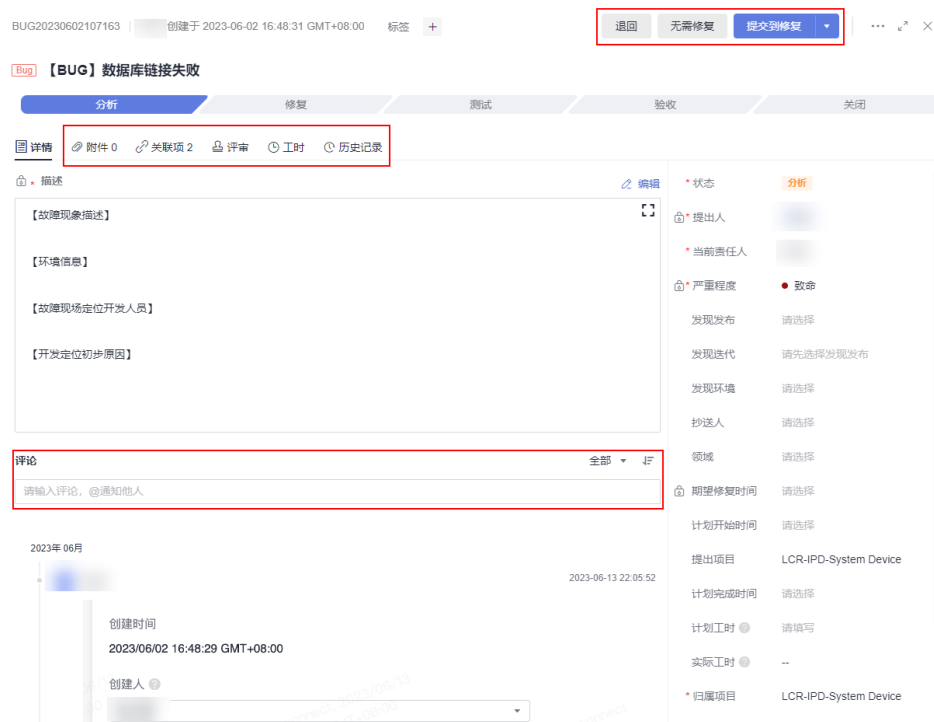 BUG20230602107163 创建于 2023-06-02 16:48:31 GMT+08:00 标签 + 退回 无需修复 提交到修复
Bug 【BUG】数据库链接失败
分析 修复 测试 验收 关闭
详情 附件 0 关联项 2 评审 工时 历史记录
* 描述 编辑
【故障现象描述】
【环境信息】
【故障现场定位开发人员】
【开发定位初步原因】
评论 全部
请输入评论，@通知他人
2023年 06月
2023-06-13 22:05:52
创建时间
2023/06/02 16:48:29 GMT+08:00
创建人
* 状态 分析
* 提出人
* 当前责任人
* 严重程度 致命
发现发布 请选择
发现迭代 请先选择发现发布
发现环境 请选择
抄送人 请选择
领域 请选择
期望修复时间 请选择
计划开始时间 请选择
提出项目 LCR-IPD-System Device
计划完成时间 请选择
计划工时 请填写
实际工时 --
* 归属项目 LCR-IPD-System Device